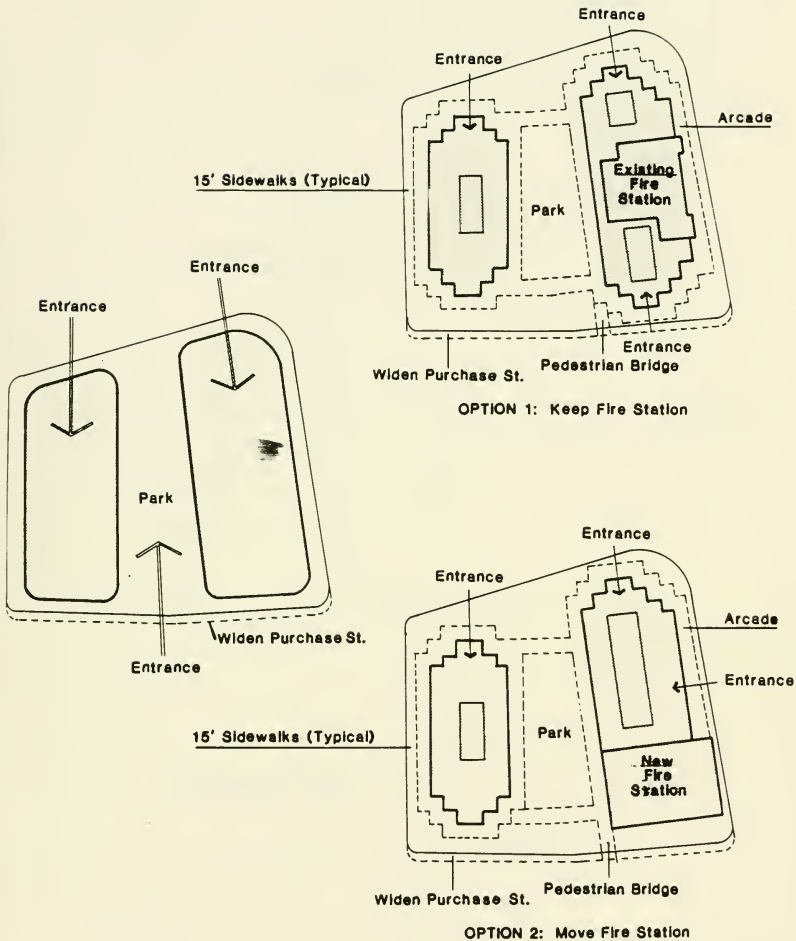 Entrance
Entrance
Arcade
15' Sidewalks (Typical)
Existing
Fire
Station
Park
Entrance
Widen Purchase St.
Pedestrian Bridge
OPTION 1: Keep Fire Station
Entrance
Entrance
Park
Widen Purchase St.
Entrance
Entrance
Entrance
Arcade
Entrance
15' Sidewalks (Typical)
Park
New
Fire
Station
Widen Purchase St.
Pedestrian Bridge
OPTION 2: Move Fire Station